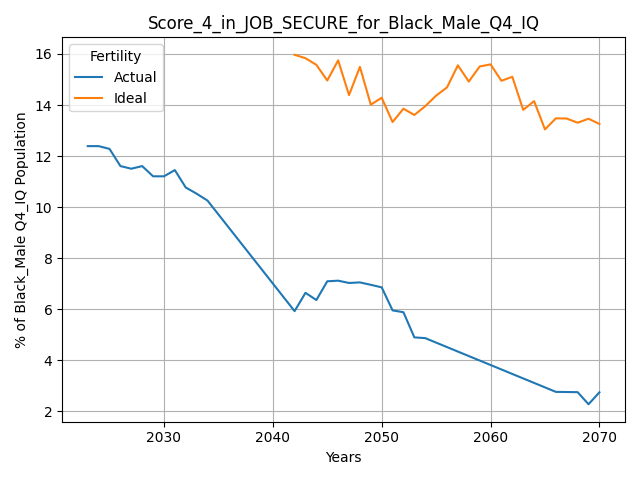 Score_4_in_JOB_SECURE_for_Black_Male_Q4_IQ
Fertility
Actual
Ideal
% of Black_Male Q4_IQ Population
16
14
12
10
8
6
4
2
2030
2040
2050
2060
2070
Years